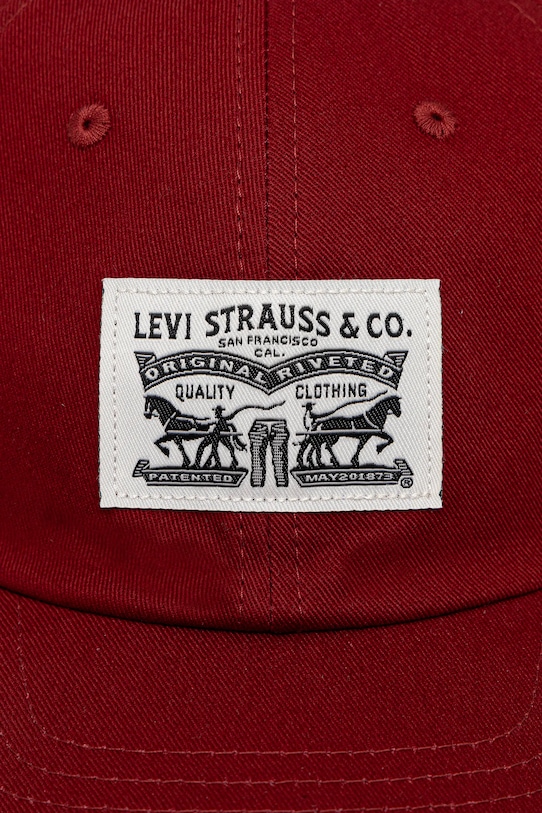 LEVI STRAUSS & CO.
SAN FRANCISCO
CAL.
ORIGINAL RIVETED
QUALITY CLOTHING
PATENTED MAY201873 ®